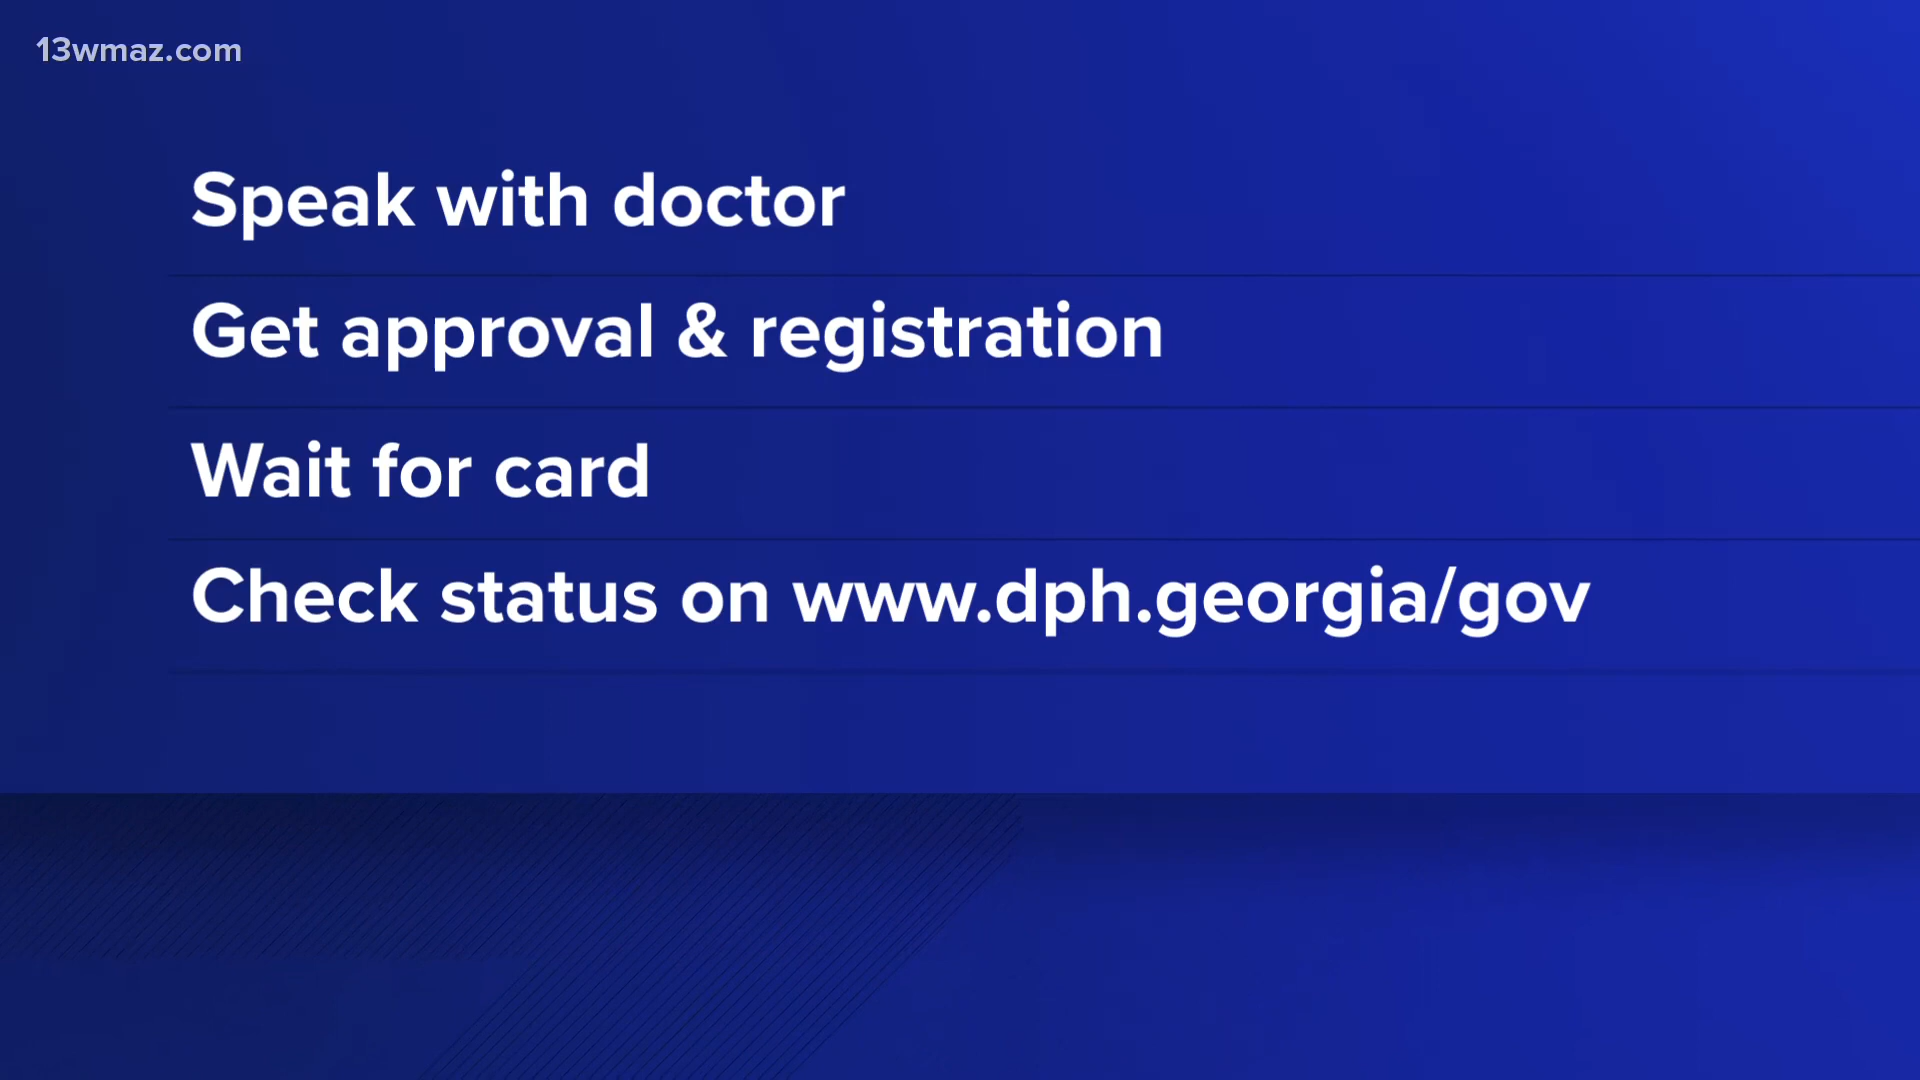 13wmaz.com
Speak with doctor
Get approval & registration
Wait for card
Check status on www.dph.georgia/gov